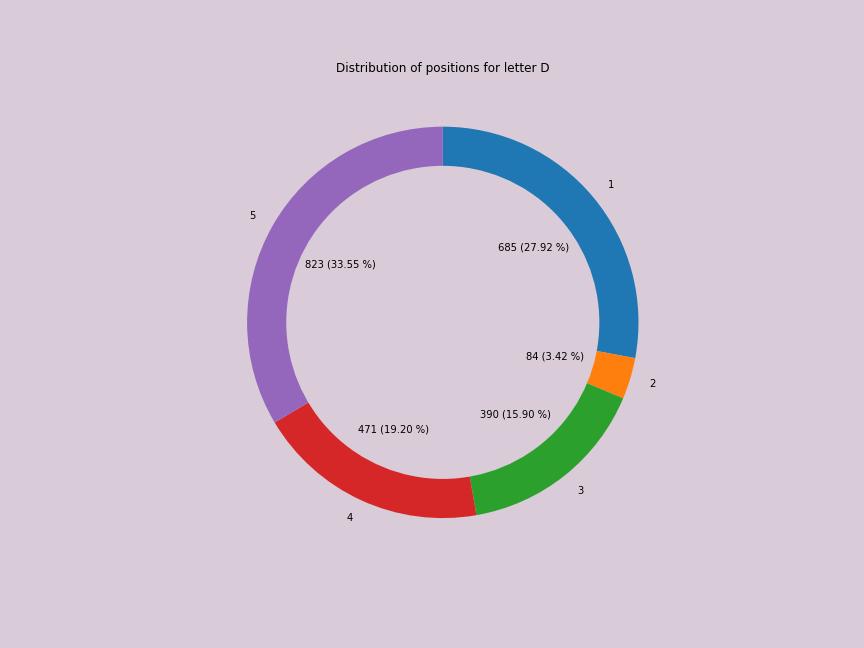 Distribution of positions for letter D
1
5
685 (27.92 %)
823 (33.55 %)
84 (3.42 %)
2
390 (15.90 %)
471 (19.20 %)
3
4